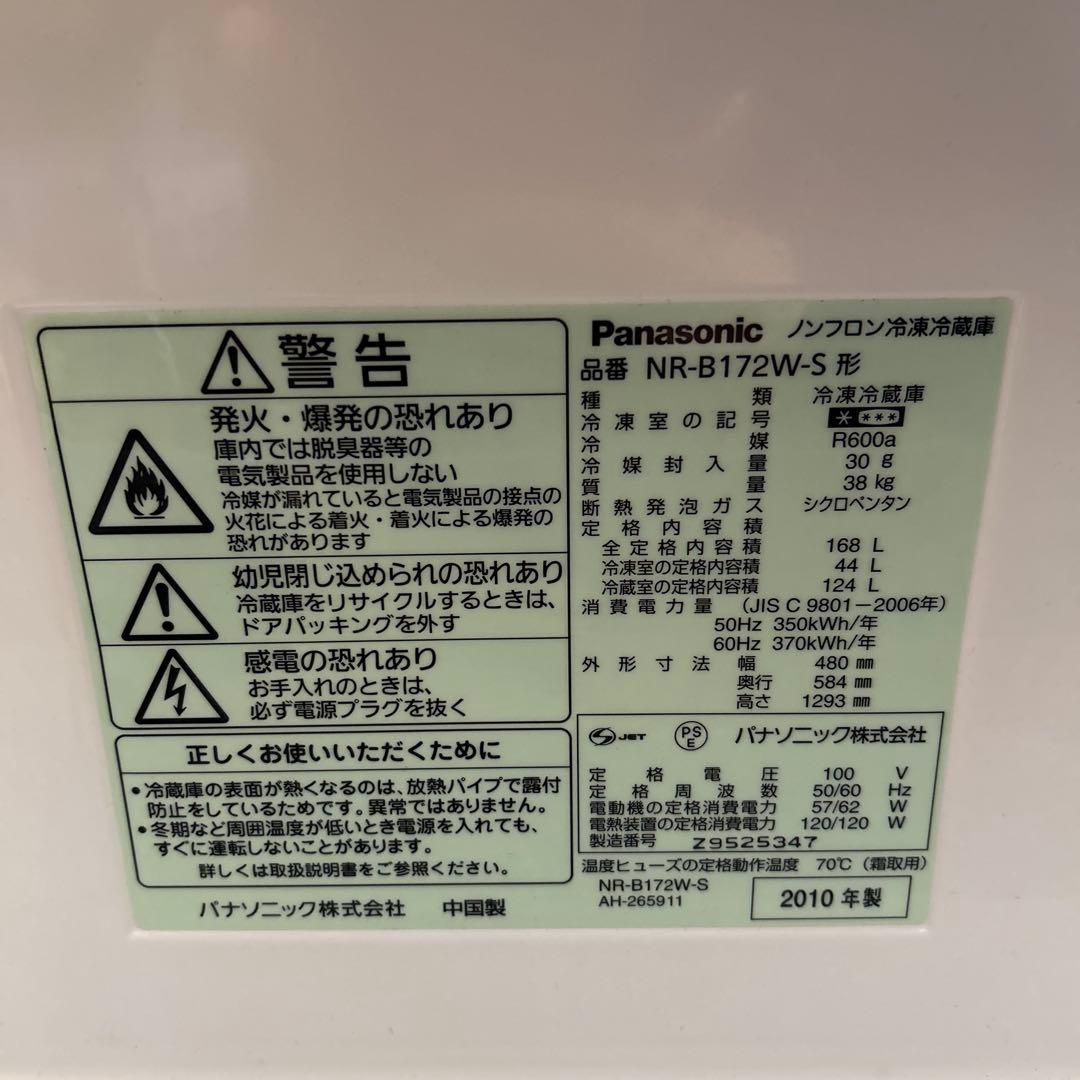 警告
発火・爆発の恐れあり
庫内では脱臭器等の
電気製品を使用しない
冷媒が漏れていると電気製品の接点の
火花による着火・着火による爆発の
恐れがあります
幼児閉じ込められの恐れあり
冷蔵庫をリサイクルするときは、
ドアパッキングを外す
感電の恐れあり
お手入れのときは、
必ず電源プラグを抜く
正しくお使いいただくために
•冷蔵庫の表面が熱くなるのは、放熱パイプで露付
防止をしているためです。異常ではありません。
•冬期など周囲温度が低いとき電源を入れても、
すぐに運転しないことがあります。
詳しくは取扱説明書をご参照ください。
パナソニック株式会社 中国製
Panasonic ノンフロン冷凍冷蔵庫
品番 NR-B172W-S 形
種類 冷凍冷蔵庫
冷凍室の記号 * ***
冷媒 R600a
冷媒封入量 30 g
質量 38 kg
断熱発泡ガス シクロペンタン
定格内容積
全定格内容積 168 L
冷凍室の定格内容積 44 L
冷蔵室の定格内容積 124 L
消費電力量 (JIS C 9801−2006年)
50Hz 350kWh/年
60Hz 370kWh/年
外形寸法 幅 480 mm
奥行 584 mm
高さ 1293 mm
S JET PS E パナソニック株式会社
定格電圧 100 V
定格周波数 50/60 Hz
電動機の定格消費電力 57/62 W
電熱装置の定格消費電力 120/120 W
製造番号 Z9525347
温度ヒューズの定格動作温度 70℃ (霜取用)
NR-B172W-S
AH-265911
2010 年製